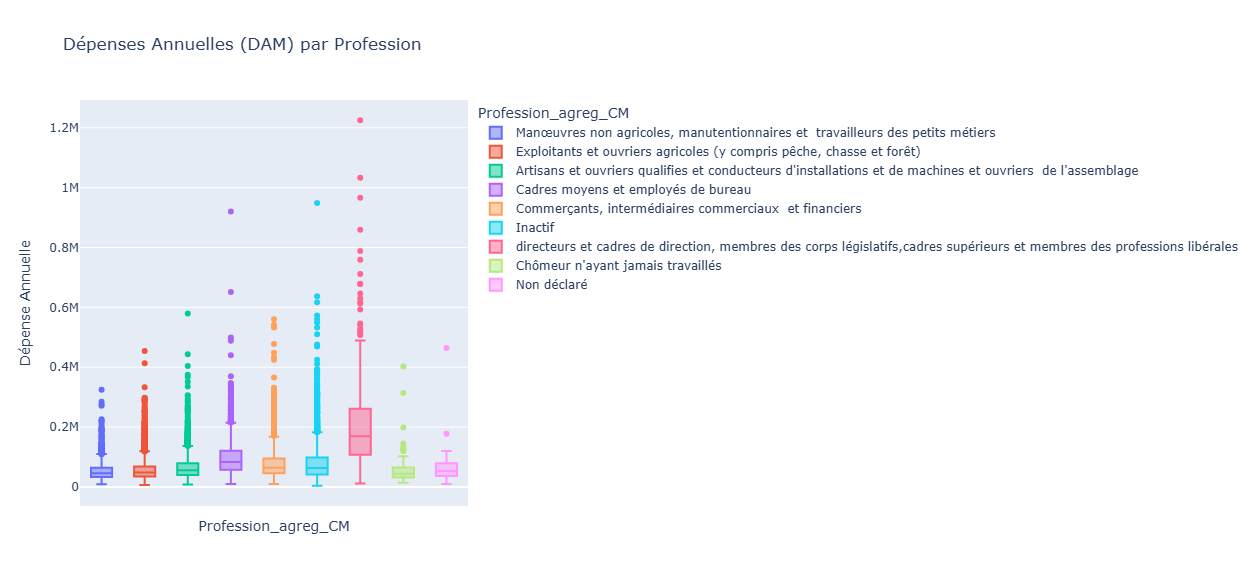 Dépenses Annuelles (DAM) par Profession
Profession_agreg_CM
Manœuvres non agricoles, manutentionnaires et  travailleurs des petits métiers
Exploitants et ouvriers agricoles (y compris pêche, chasse et forêt)
Artisans et ouvriers qualifies et conducteurs d'installations et de machines et ouvriers  de l'assemblage
Cadres moyens et employés de bureau
Commerçants, intermédiaires commerciaux  et financiers
Inactif
directeurs et cadres de direction, membres des corps législatifs,cadres supérieurs et membres des professions libérales
Chômeur n'ayant jamais travaillés
Non déclaré
1.2M
1M
0.8M
0.6M
0.4M
0.2M
0
Dépense Annuelle
Profession_agreg_CM